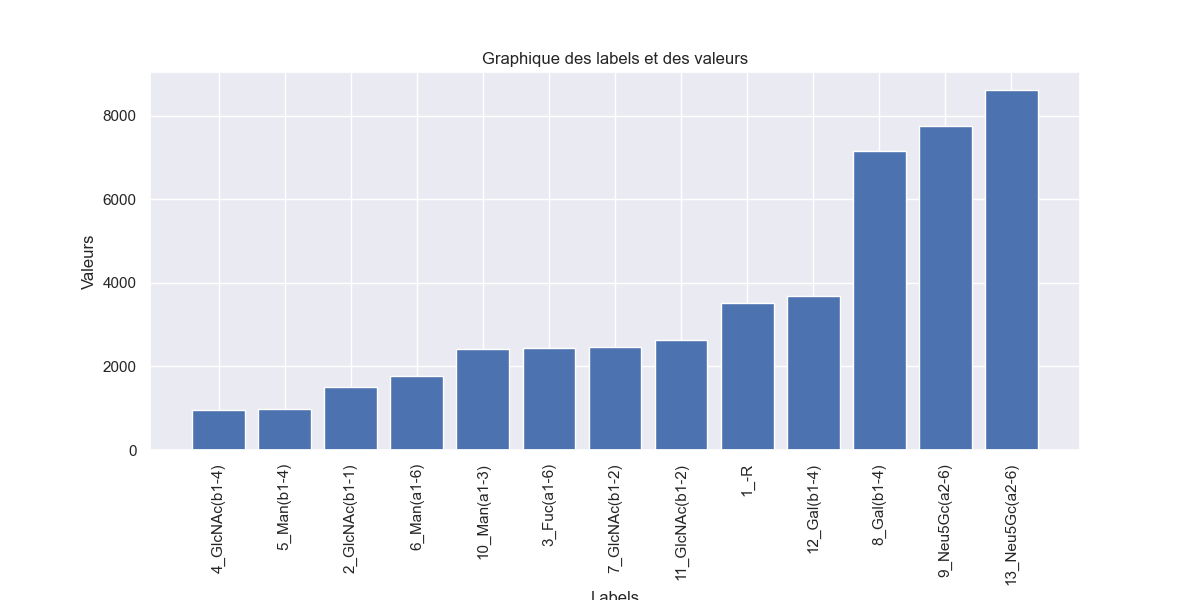 Graphique des labels et des valeurs
Valeurs
8000
6000
4000
2000
0
4_GlcNAc(b1-4)
5_Man(b1-4)
2_GlcNAc(b1-1)
6_Man(a1-6)
10_Man(a1-3)
3_Fuc(a1-6)
7_GlcNAc(b1-2)
11_GlcNAc(b1-2)
1_-R
12_Gal(b1-4)
8_Gal(b1-4)
9_Neu5Gc(a2-6)
13_Neu5Gc(a2-6)
Labels